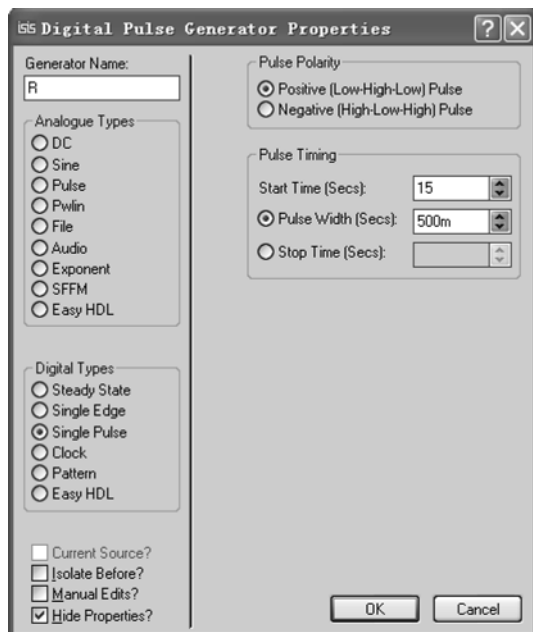 isis Digital Pulse Generator Properties
Generator Name:
R
Analogue Types
DC
Sine
Pulse
Pwlin
File
Audio
Exponent
SFFM
Easy HDL
Digital Types
Steady State
Single Edge
Single Pulse
Clock
Pattern
Easy HDL
Current Source?
Isolate Before?
Manual Edits?
Hide Properties?
Pulse Polarity
Positive (Low-High-Low) Pulse
Negative (High-Low-High) Pulse
Pulse Timing
Start Time (Secs): 15
Pulse Width (Secs): 500m
Stop Time (Secs):
OK Cancel